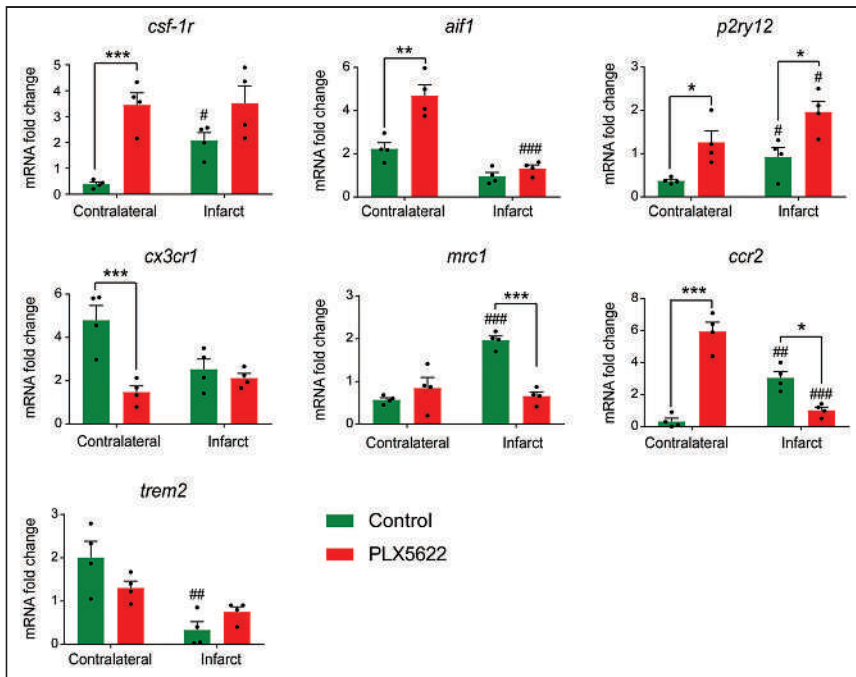 csf-1r
mRNA fold change
5
4
3
2
1
0
***
#
Contralateral
Infarct
aif1
mRNA fold change
6
4
2
0
**
###
Contralateral
Infarct
p2ry12
mRNA fold change
3
2
1
0
*
*
#
#
Contralateral
Infarct
cx3cr1
mRNA fold change
6
4
2
0
***
Contralateral
Infarct
mrc1
mRNA fold change
3
2
1
0
###
***
Contralateral
Infarct
ccr2
mRNA fold change
8
6
4
2
0
***
##
*
###
Contralateral
Infarct
trem2
mRNA fold change
3
2
1
0
##
Contralateral
Infarct
Control
PLX5622